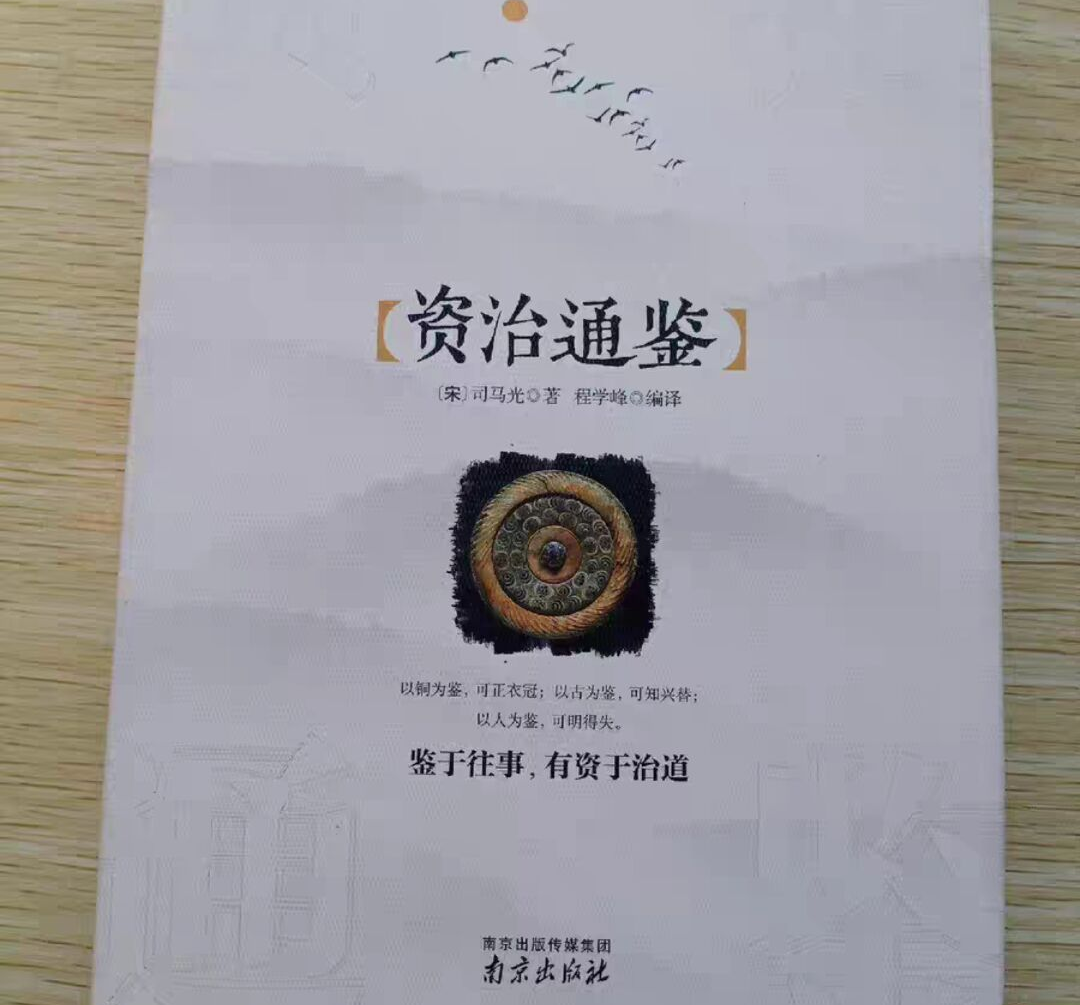 【资治通鉴】
〔宋〕司马光◎著 程学峰◎编译
以铜为鉴，可正衣冠；以古为鉴，可知兴替；
以人为鉴，可明得失。
鉴于往事，有资于治道
南京出版传媒集团
南京出版社